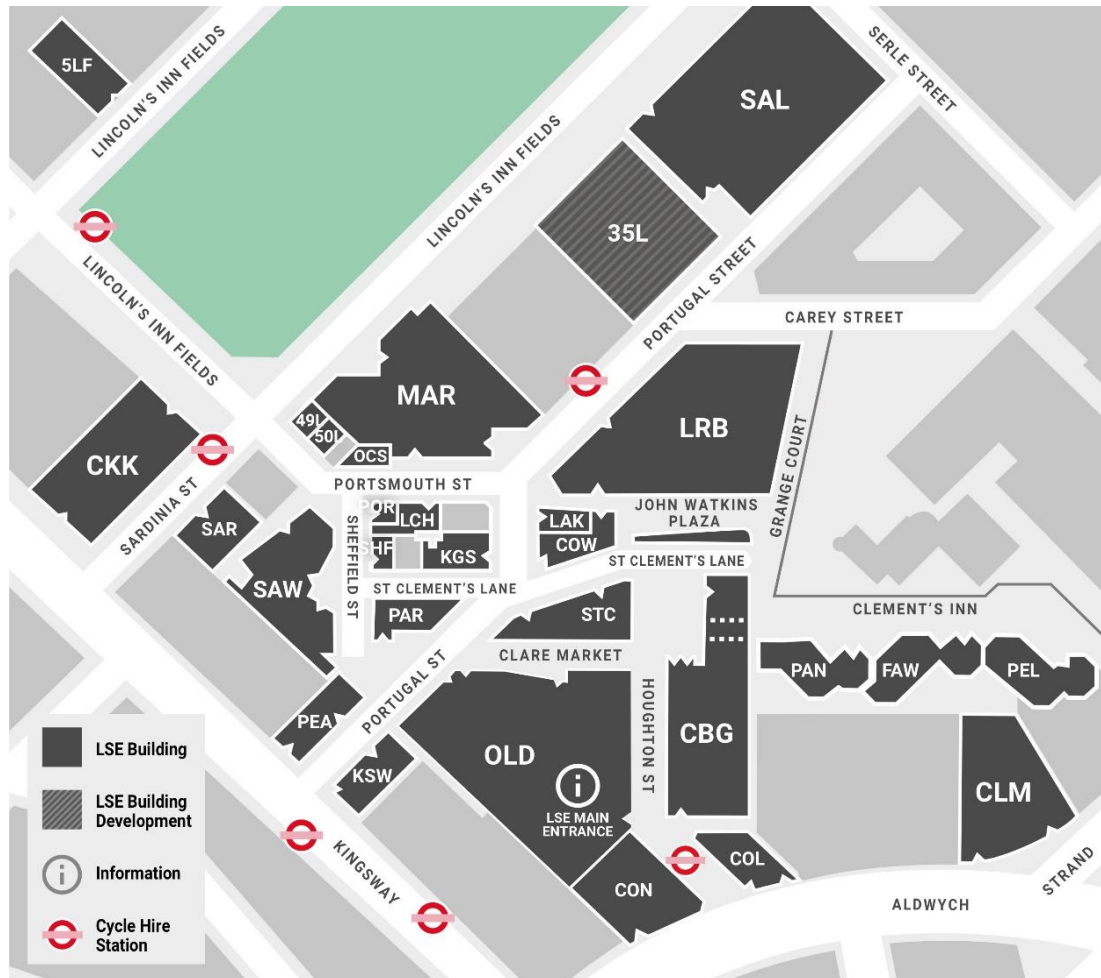 5LF
LINCOLN'S INN FIELDS
SERLE STREET
SAL
LINCOLN'S INN FIELDS
35L
PORTUGAL STREET
LINCOLN'S INN FIELDS
CAREY STREET
MAR
49L
50L
OCS
LRB
CKK
GRANGE COURT
SARDINIA ST
PORTSMOUTH ST
JOHN WATKINS
PLAZA
SAR
POR
LCH
LAK
COW
SHEFFIELD ST
SHF
KGS
ST CLEMENT'S LANE
SAW
ST CLEMENT'S LANE
PAR
STC
CLEMENT'S INN
CLARE MARKET
PAN
FAW
PEL
PORTUGAL ST
HOUGHTON ST
PEA
CBG
OLD
KSW
LSE MAIN
ENTRANCE
CLM
KINGSWAY
COL
CON
STRAND
ALDWYCH
LSE Building
LSE Building
Development
i
Information
Cycle Hire
Station